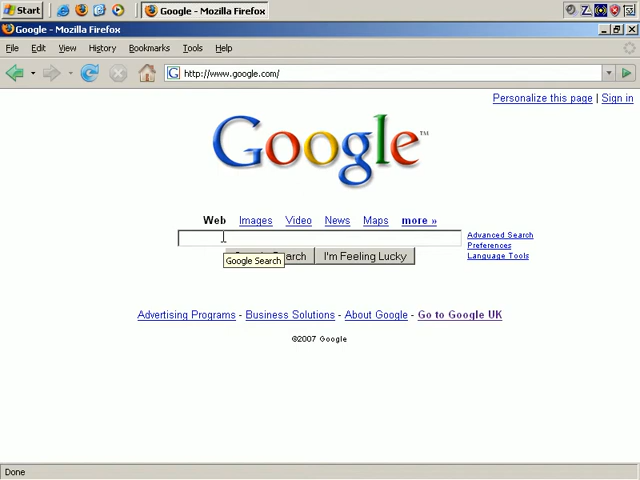 Start
Google - Mozilla Firefox
Google - Mozilla Firefox
File Edit View History Bookmarks Tools Help
http://www.google.com/
Personalize this page | Sign in
Google™
Web Images Video News Maps more »
Advanced Search
Preferences
Language Tools
I'm Feeling Lucky
Google Search
Advertising Programs - Business Solutions - About Google - Go to Google UK
©2007 Google
Done